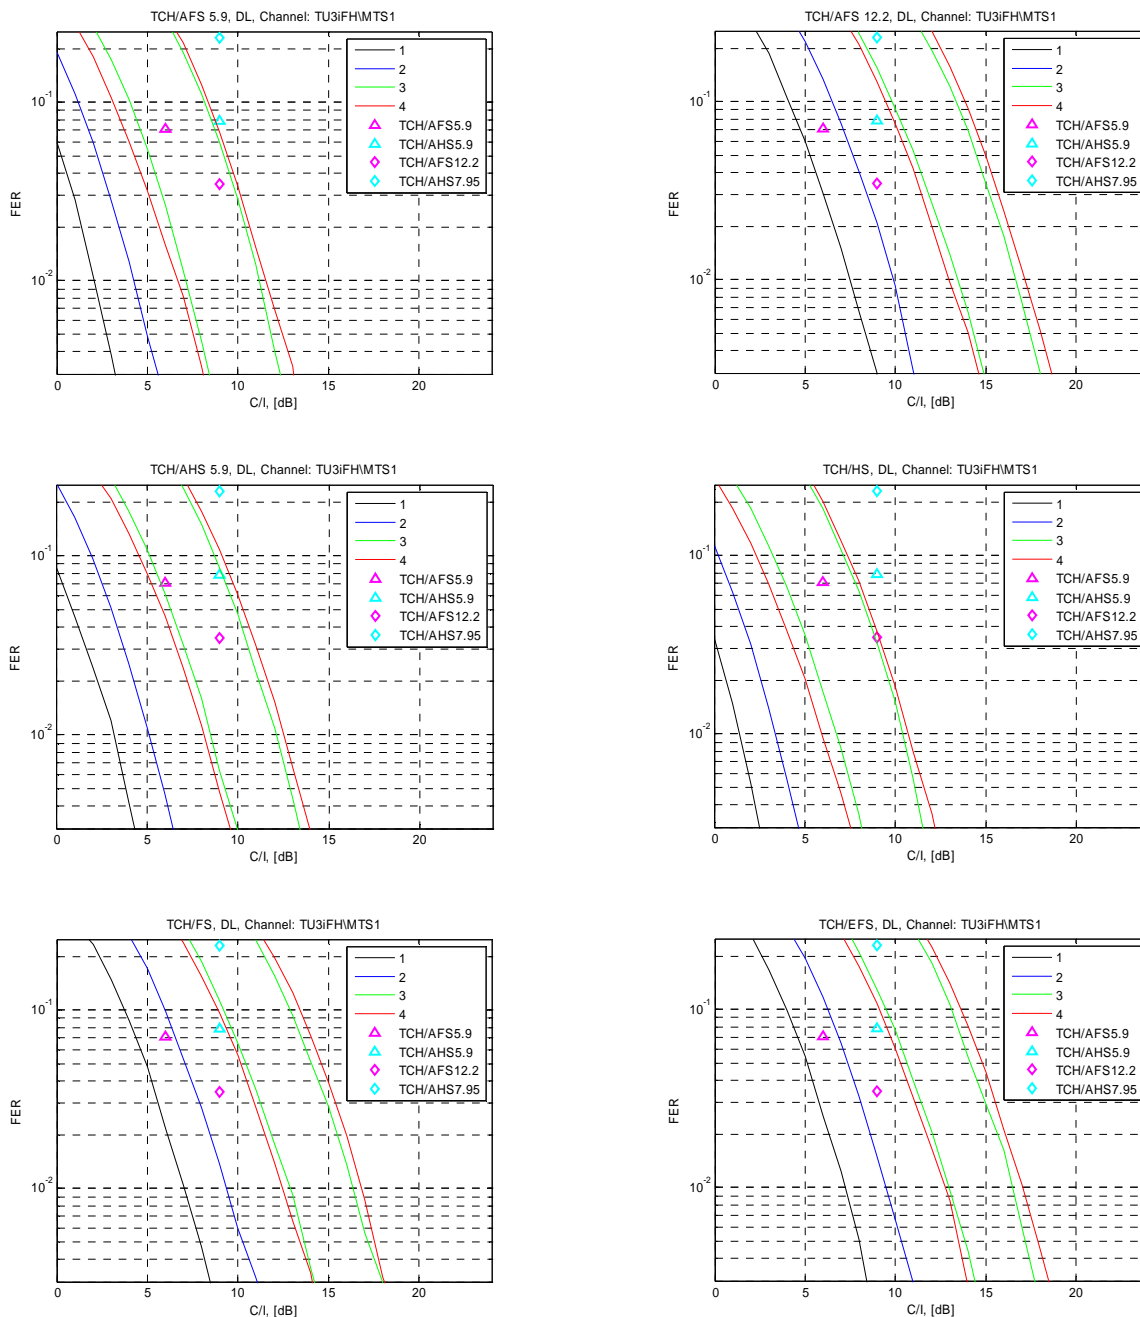 TCH/AFS 5.9, DL, Channel: TU3iFH\MTS1
FER
10^-1
10^-2
0 5 10 15 20
C/I, [dB]
1
2
3
4
TCH/AFS5.9
TCH/AHS5.9
TCH/AFS12.2
TCH/AHS7.95
TCH/AFS 12.2, DL, Channel: TU3iFH\MTS1
FER
10^-1
10^-2
0 5 10 15 20
C/I, [dB]
1
2
3
4
TCH/AFS5.9
TCH/AHS5.9
TCH/AFS12.2
TCH/AHS7.95
TCH/AHS 5.9, DL, Channel: TU3iFH\MTS1
FER
10^-1
10^-2
0 5 10 15 20
C/I, [dB]
1
2
3
4
TCH/AFS5.9
TCH/AHS5.9
TCH/AFS12.2
TCH/AHS7.95
TCH/HS, DL, Channel: TU3iFH\MTS1
FER
10^-1
10^-2
0 5 10 15 20
C/I, [dB]
1
2
3
4
TCH/AFS5.9
TCH/AHS5.9
TCH/AFS12.2
TCH/AHS7.95
TCH/FS, DL, Channel: TU3iFH\MTS1
FER
10^-1
10^-2
0 5 10 15 20
C/I, [dB]
1
2
3
4
TCH/AFS5.9
TCH/AHS5.9
TCH/AFS12.2
TCH/AHS7.95
TCH/EFS, DL, Channel: TU3iFH\MTS1
FER
10^-1
10^-2
0 5 10 15 20
C/I, [dB]
1
2
3
4
TCH/AFS5.9
TCH/AHS5.9
TCH/AFS12.2
TCH/AHS7.95